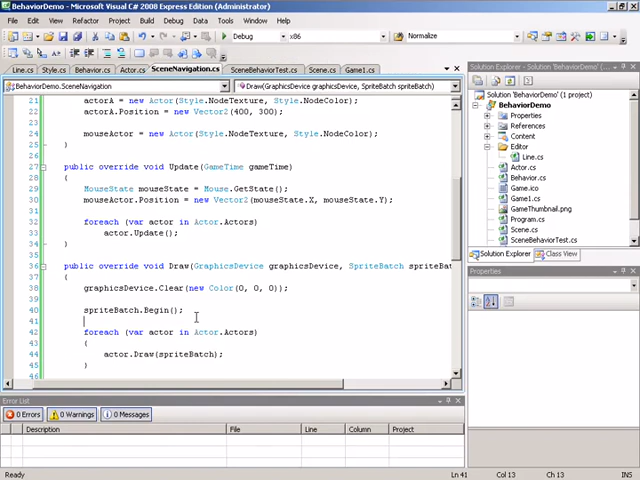 BehaviorDemo - Microsoft Visual C# 2008 Express Edition (Administrator)
File Edit View Refactor Project Build Debug Data Tools Window Help
Debug x86 Normalize
Line.cs Style.cs Behavior.cs Actor.cs SceneNavigation.cs SceneBehaviorTest.cs Scene.cs Game1.cs
BehaviorDemo.SceneNavigation Draw(GraphicsDevice graphicsDevice, SpriteBatch spriteBatch)
21 actorA = new Actor(Style.NodeTexture, Style.NodeColor);
22 actorA.Position = new Vector2(400, 300);
23
24 mouseActor = new Actor(Style.NodeTexture, Style.NodeColor);
25 }
26
27 public override void Update(GameTime gameTime)
28 {
29 MouseState mouseState = Mouse.GetState();
30 mouseActor.Position = new Vector2(mouseState.X, mouseState.Y);
31
32 foreach (var actor in Actor.Actors)
33 actor.Update();
34 }
35
36 public override void Draw(GraphicsDevice graphicsDevice, SpriteBatch spriteBat
37 {
38 graphicsDevice.Clear(new Color(0, 0, 0));
39
40 spriteBatch.Begin();
41
42 foreach (var actor in Actor.Actors)
43 {
44 actor.Draw(spriteBatch);
45 }
46
Solution Explorer - BehaviorDemo
Solution 'BehaviorDemo' (1 project)
BehaviorDemo
Properties
References
Content
Editor
Line.cs
Actor.cs
Behavior.cs
Game.ico
Game1.cs
GameThumbnail.png
Program.cs
Scene.cs
SceneBehaviorTest.cs
Solution Explorer Class View
Properties
Error List
0 Errors 0 Warnings 0 Messages
Description File Line Column Project
Ready Ln 41 Col 13 Ch 13 INS